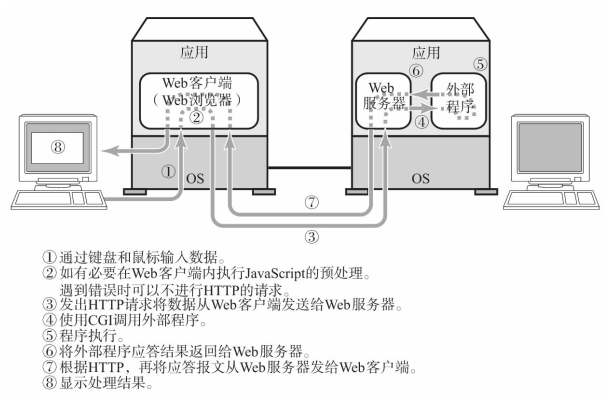 应用
应用
Web客户端
(Web浏览器)
②
⑧
①
OS
Web
服务器
⑥
⑤
外部
程序
④
OS
⑦
③
①通过键盘和鼠标输入数据。
②如有必要在Web客户端内执行JavaScript的预处理。
遇到错误时可以不进行HTTP的请求。
③发出HTTP请求将数据从Web客户端发送给Web服务器。
④使用CGI调用外部程序。
⑤程序执行。
⑥将外部程序应答结果返回给Web服务器。
⑦根据HTTP，再将应答报文从Web服务器发给Web客户端。
⑧显示处理结果。